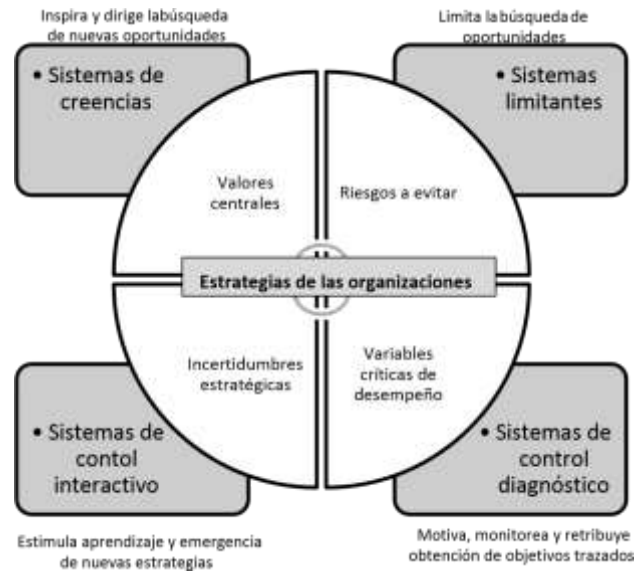 Inspira y dirige labúsqueda
de nuevas oportunidades
Limita la búsqueda de
oportunidades
• Sistemas de
creencias
• Sistemas
limitantes
Valores
centrales
Riesgos a evitar
Estrategias de las organizaciones
Incertidumbres
estratégicas
Variables
críticas de
desempeño
• Sistemas de
contol
interactivo
• Sistemas de
control
diagnóstico
Estimula aprendizaje y emergencia
de nuevas estrategias
Motiva, monitorea y retribuye
obtención de objetivos trazados